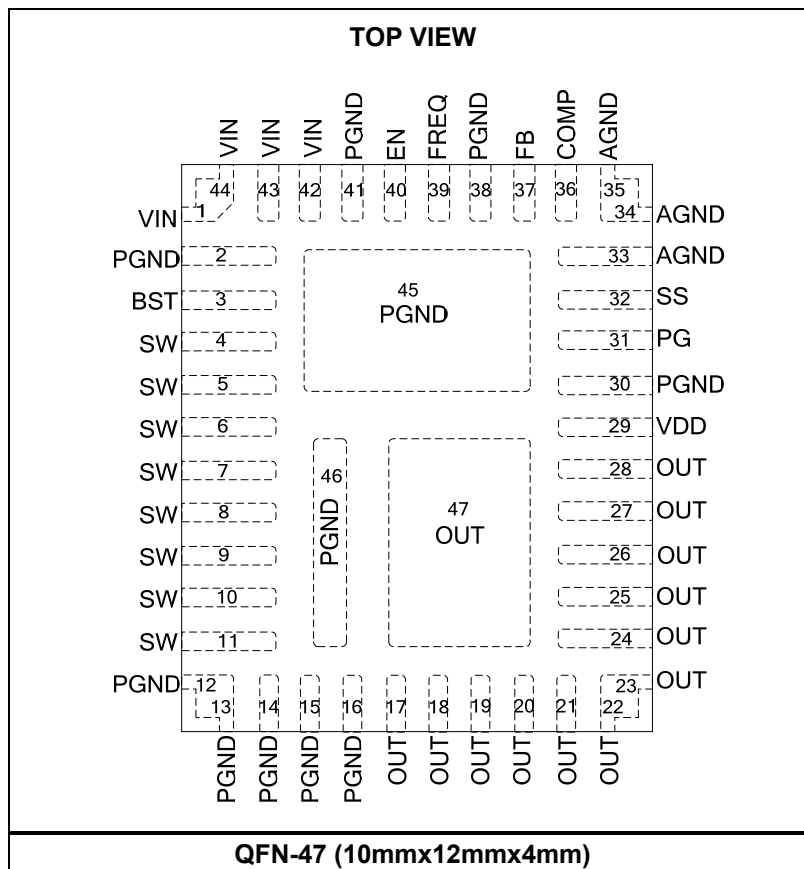 TOP VIEW
VIN VIN VIN PGND EN FREQ PGND FB COMP AGND
44 43 42 41 40 39 38 37 36 35
VIN 1 34 AGND
PGND 2 33 AGND
BST 3 45 32 SS
SW 4 PGND 31 PG
SW 5 30 PGND
SW 6 29 VDD
SW 7 46 28 OUT
SW 8 PGND 47 27 OUT
SW 9 OUT 26 OUT
SW 10 25 OUT
SW 11 24 OUT
PGND 12 23 OUT
13 14 15 16 17 18 19 20 21 22
PGND PGND PGND PGND OUT OUT OUT OUT OUT OUT
QFN-47 (10mmx12mmx4mm)